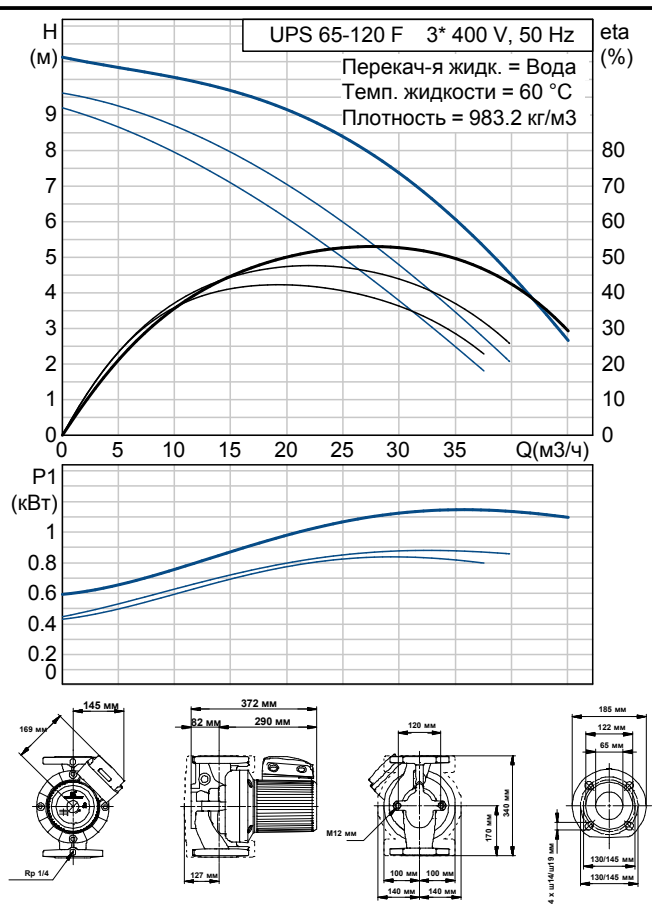 H
(м)
UPS 65-120 F 3* 400 V, 50 Hz
eta
(%)
Перекач-я жидк. = Вода
Темп. жидкости = 60 °C
Плотность = 983.2 кг/м3
9
8
7
6
5
4
3
2
1
0
80
70
60
50
40
30
20
10
0
0 5 10 15 20 25 30 35 Q(м3/ч)
P1
(кВт)
1
0.8
0.6
0.4
0.2
0
145 мм
169 мм
Rp 1/4
372 мм
82 мм
290 мм
127 мм
120 мм
M12 мм
340 мм
170 мм
100 мм
100 мм
140 мм
140 мм
185 мм
122 мм
65 мм
4 x ш14/ш19 мм
130/145 мм
130/145 мм